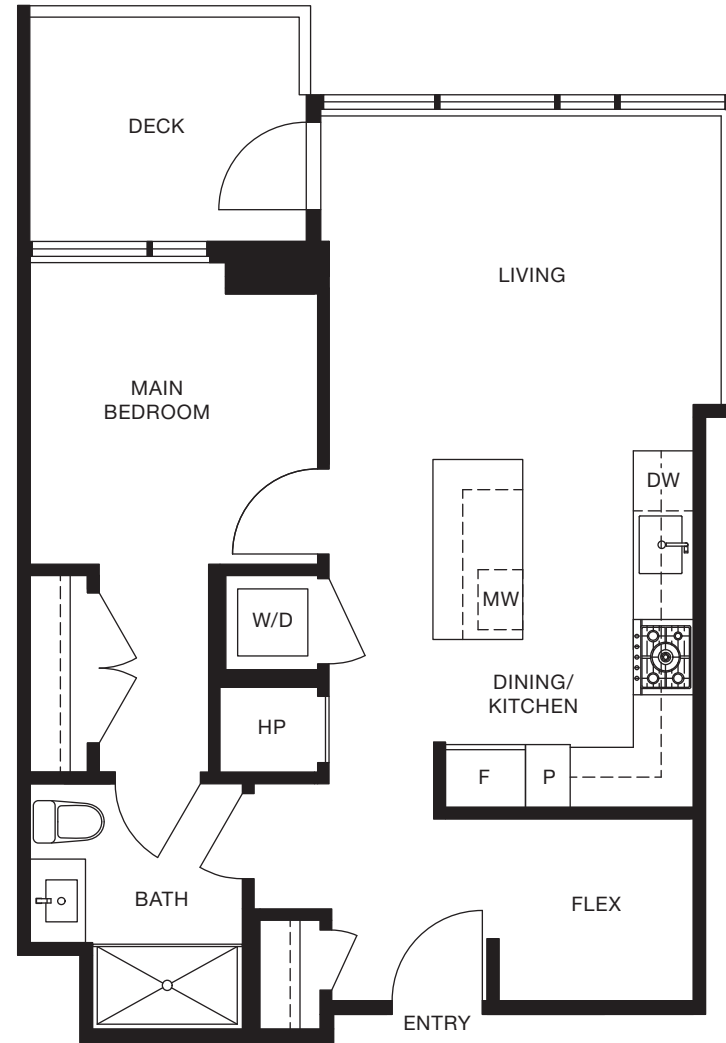 DECK
LIVING
MAIN
BEDROOM
DW
W/D
MW
DINING/
KITCHEN
HP
F
P
BATH
FLEX
ENTRY